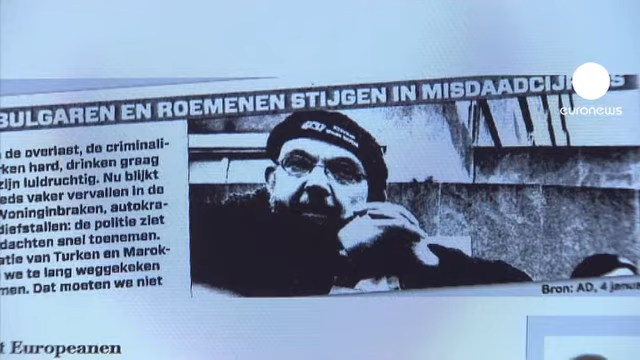 BULGAREN EN ROEMENEN STIJGEN IN MISDAADCIJFERS
euronews
de overlast, de criminali-
rken hard, drinken graag
zijn luidruchtig. Nu blijkt
eds vaker vervallen in de
Woninginbraken, autokra-
diefstallen: de politie ziet
dachten snel toenemen.
atie van Turken en Marok-
we te lang weggekeken
men. Dat moeten we niet
Bron: AD, 4 janua
t Europeanen